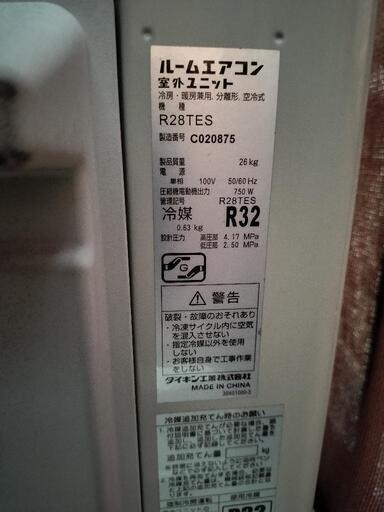 ルームエアコン
室外ユニット
冷房・暖房兼用, 分離形, 空冷式
機 種
R28TES
製造番号 C020875
製品質量 26 kg
電 源
単相 100V 50/60 Hz
圧縮機電動機出力 750 W
管理記号 R28TES
冷媒 R32
0.63 kg
設計圧力 高圧部 4.17 MPa
低圧部 2.50 MPa
G
警告
破裂・故障のおそれあり
・冷凍サイクル内に空気
を混入させない
・指定冷媒以外を使用
しない
・お客様自身で工事作業
をしない
ダイキン工業株式会社
MADE IN CHINA
冷媒追加充てん時のお願い
追加充てん量 kg
R32